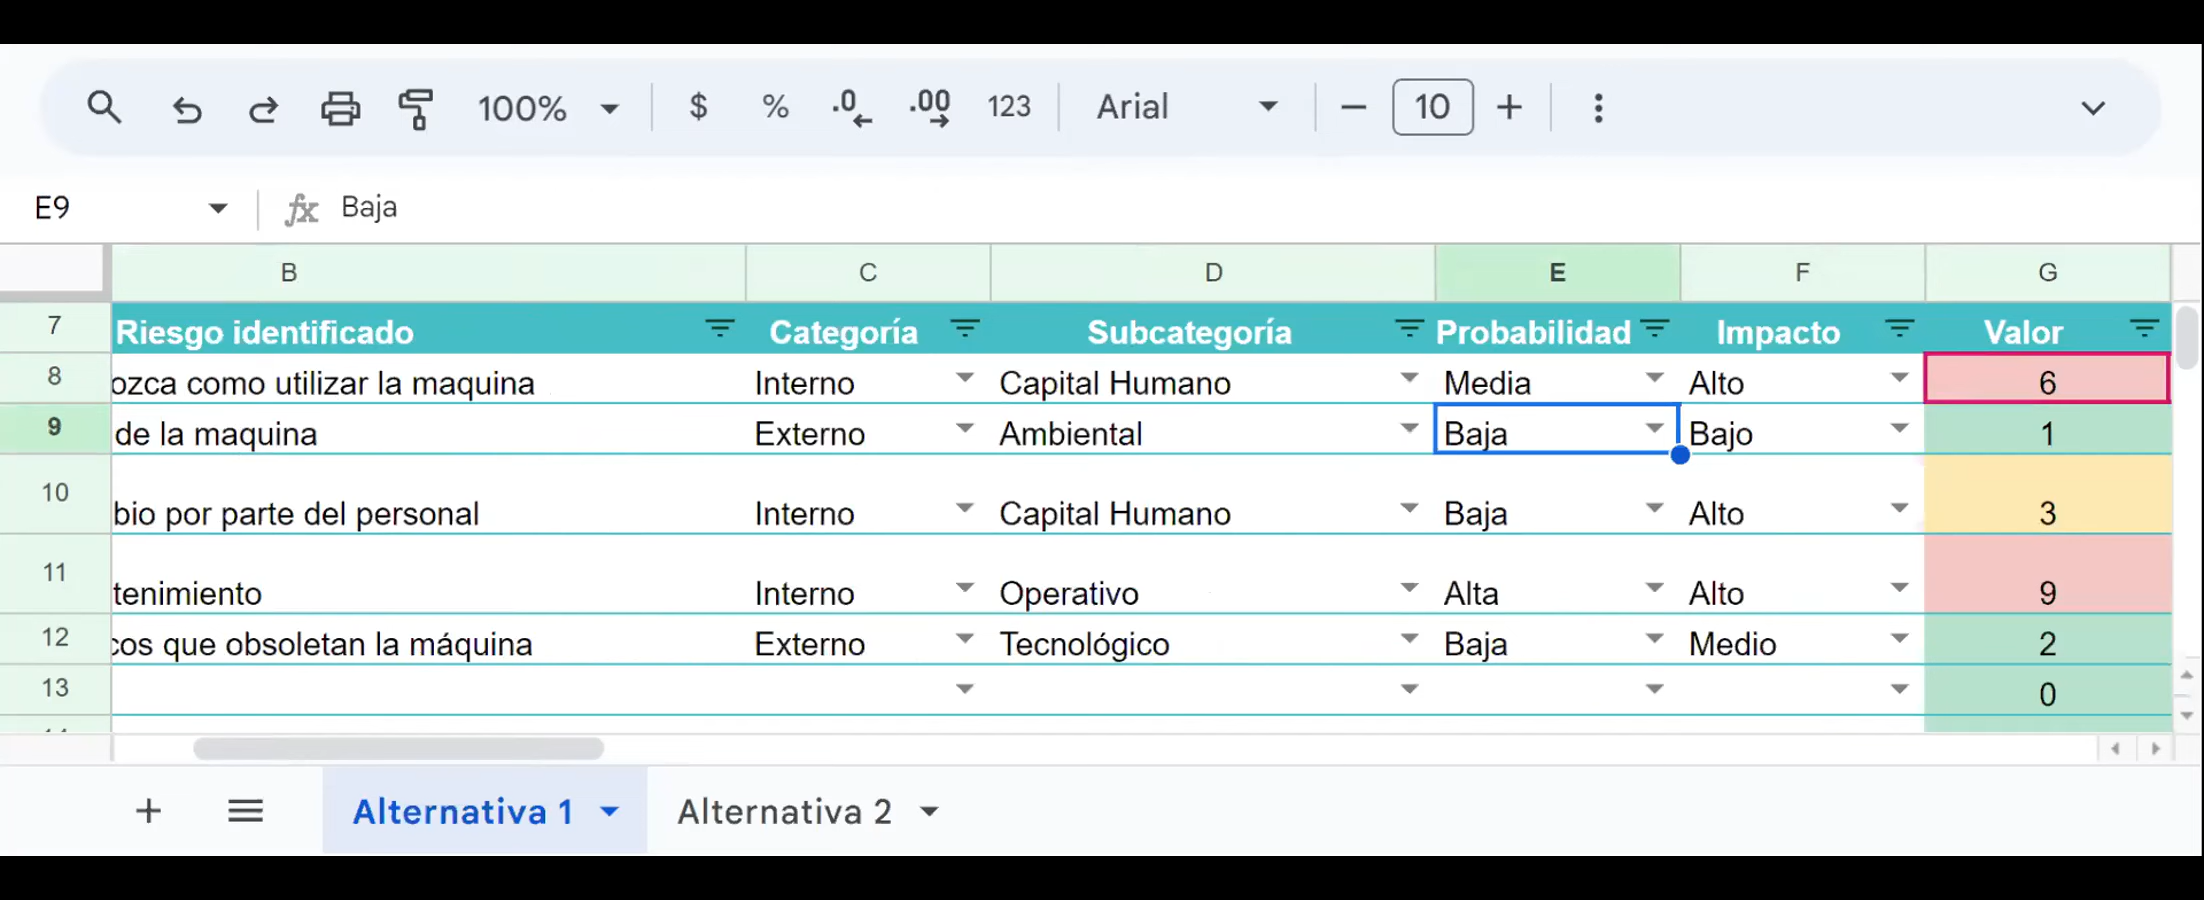 100% $ % .0 .00 123 Arial 10
E9 fx Baja
B C D E F G
7 Riesgo identificado Categoría Subcategoría Probabilidad Impacto Valor
8 ozca como utilizar la maquina Interno Capital Humano Media Alto 6
9 de la maquina Externo Ambiental Baja Bajo 1
10 bio por parte del personal Interno Capital Humano Baja Alto 3
11 tenimiento Interno Operativo Alta Alto 9
12 cos que obsoletan la máquina Externo Tecnológico Baja Medio 2
13 0
Alternativa 1 Alternativa 2